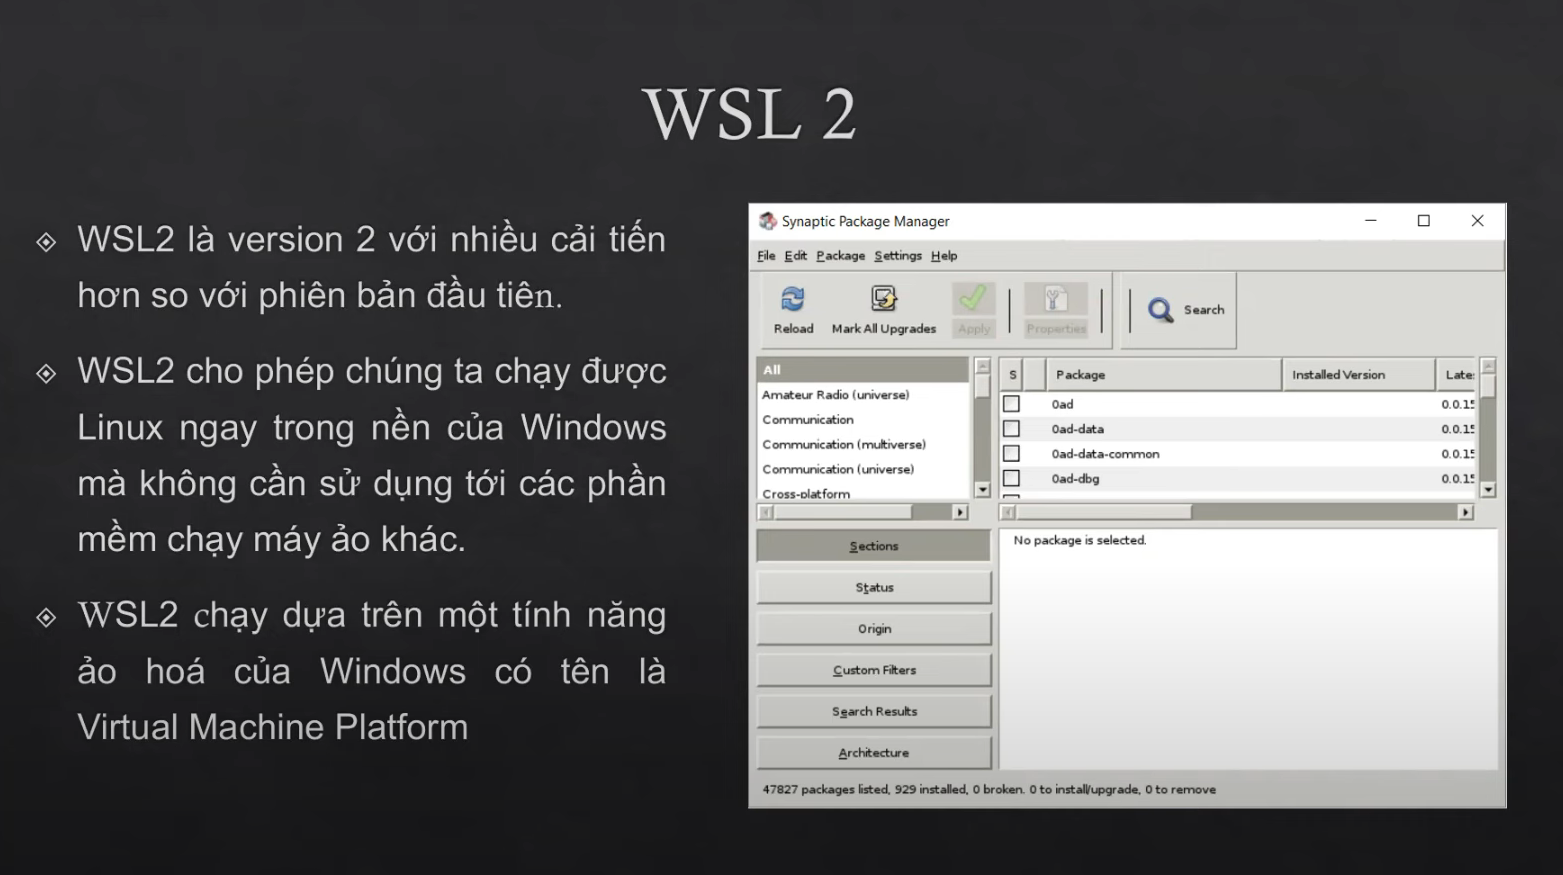 WSL 2
WSL2 là version 2 với nhiều cải tiến
hơn so với phiên bản đầu tiên.
WSL2 cho phép chúng ta chạy được
Linux ngay trong nền của Windows
mà không cần sử dụng tới các phần
mềm chạy máy ảo khác.
WSL2 chạy dựa trên một tính năng
ảo hoá của Windows có tên là
Virtual Machine Platform
Synaptic Package Manager
File Edit Package Settings Help
Reload Mark All Upgrades Apply Properties Search
All
Amateur Radio (universe)
Communication
Communication (multiverse)
Communication (universe)
Cross-platform
S Package Installed Version Late
0ad 0.0.15
0ad-data 0.0.15
0ad-data-common 0.0.15
0ad-dbg 0.0.15
Sections
Status
Origin
Custom Filters
Search Results
Architecture
No package is selected.
47827 packages listed, 929 installed, 0 broken. 0 to install/upgrade, 0 to remove